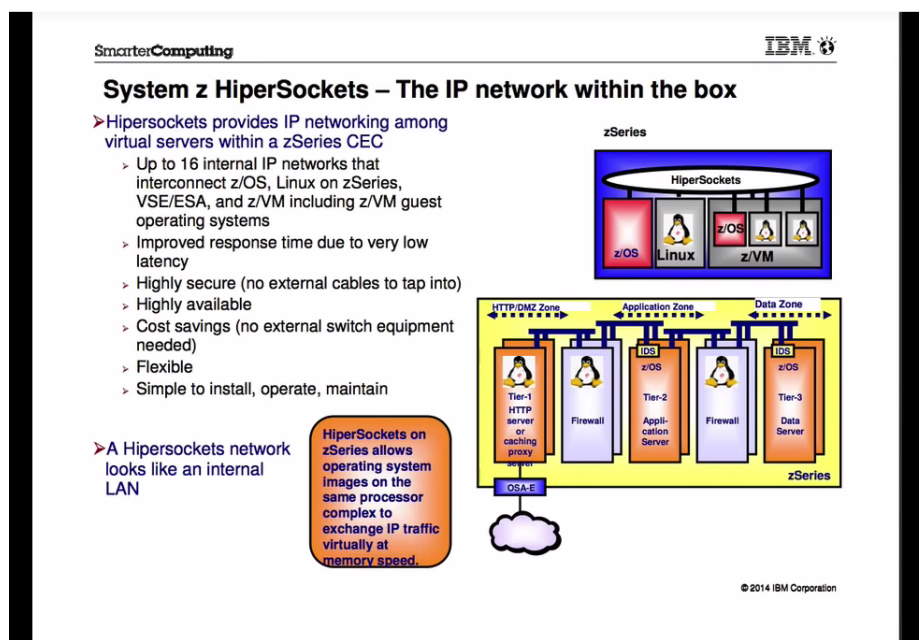 SmarterComputing
IBM
System z HiperSockets – The IP network within the box
➢Hipersockets provides IP networking among
virtual servers within a zSeries CEC
➢ Up to 16 internal IP networks that
interconnect z/OS, Linux on zSeries,
VSE/ESA, and z/VM including z/VM guest
operating systems
➢ Improved response time due to very low
latency
➢ Highly secure (no external cables to tap into)
➢ Highly available
➢ Cost savings (no external switch equipment
needed)
➢ Flexible
➢ Simple to install, operate, maintain
➢A Hipersockets network
looks like an internal
LAN
HiperSockets on
zSeries allows
operating system
images on the
same processor
complex to
exchange IP traffic
virtually at
memory speed.
zSeries
HiperSockets
z/OS
Linux
z/OS
z/VM
HTTP/DMZ Zone
Application Zone
Data Zone
Tier-1
HTTP
server
or
caching
proxy
server
Firewall
IDS
z/OS
Tier-2
Appli-
cation
Server
Firewall
IDS
z/OS
Tier-3
Data
Server
zSeries
OSA-E
© 2014 IBM Corporation